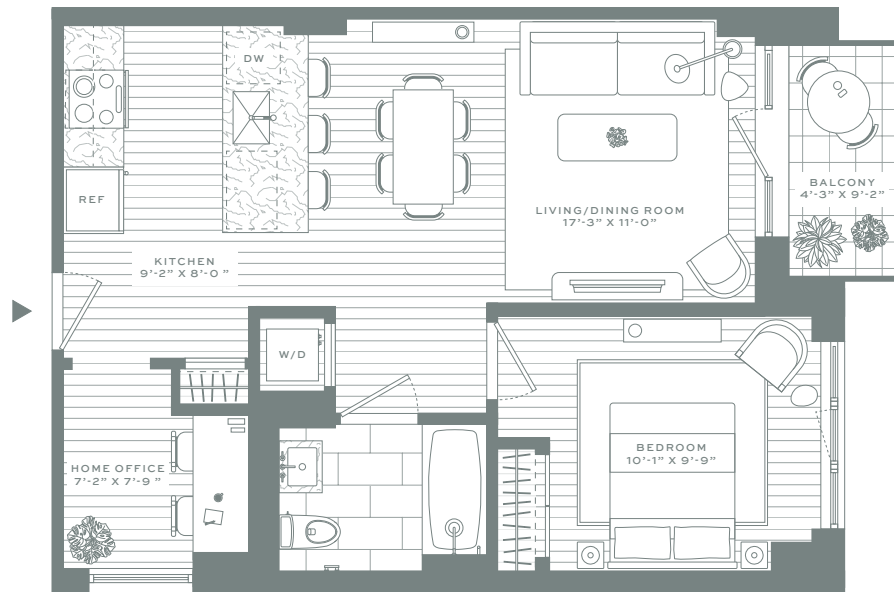 DW
REF
KITCHEN
9'-2" X 8'-0 "
LIVING/DINING ROOM
17'-3" X 11'-0"
BALCONY
4'-3" X 9'-2"
W/D
HOME OFFICE
7'-2" X 7'-9 "
BEDROOM
10'-1" X 9'-9"